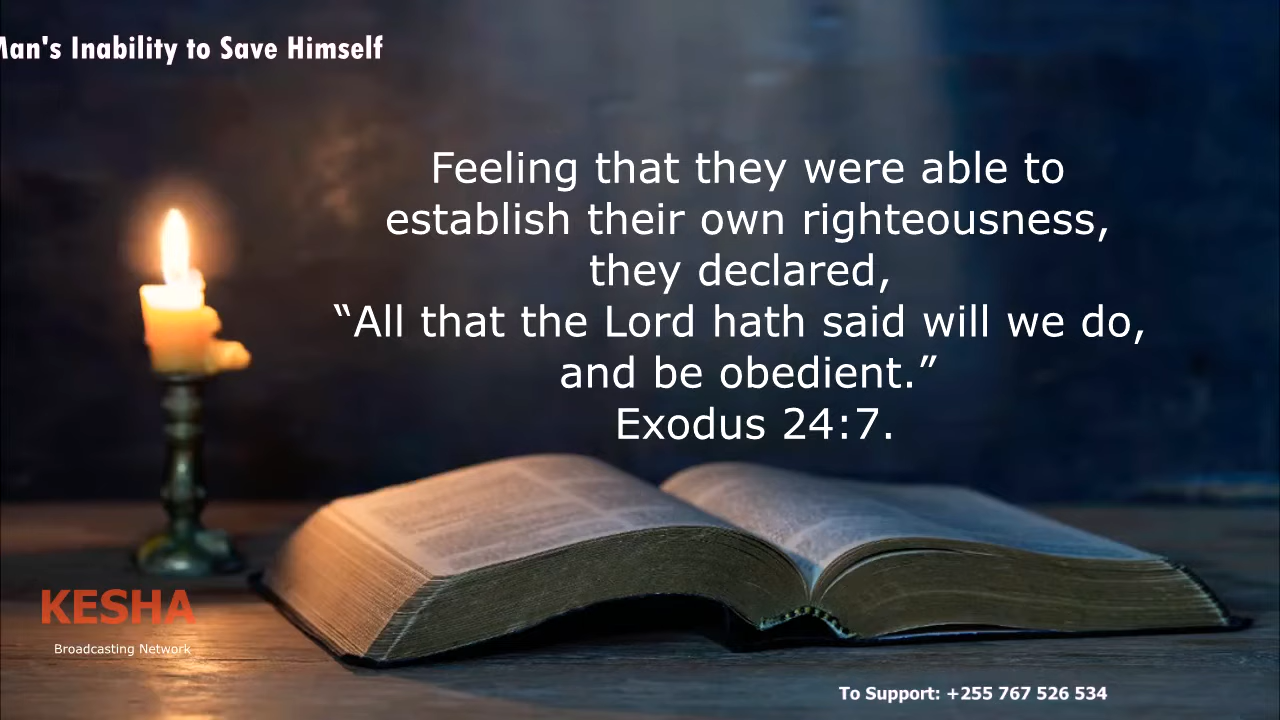 Man's Inability to Save Himself
Feeling that they were able to
establish their own righteousness,
they declared,
“All that the Lord hath said will we do,
and be obedient.”
Exodus 24:7.
KESHA
Broadcasting Network
To Support: +255 767 526 534